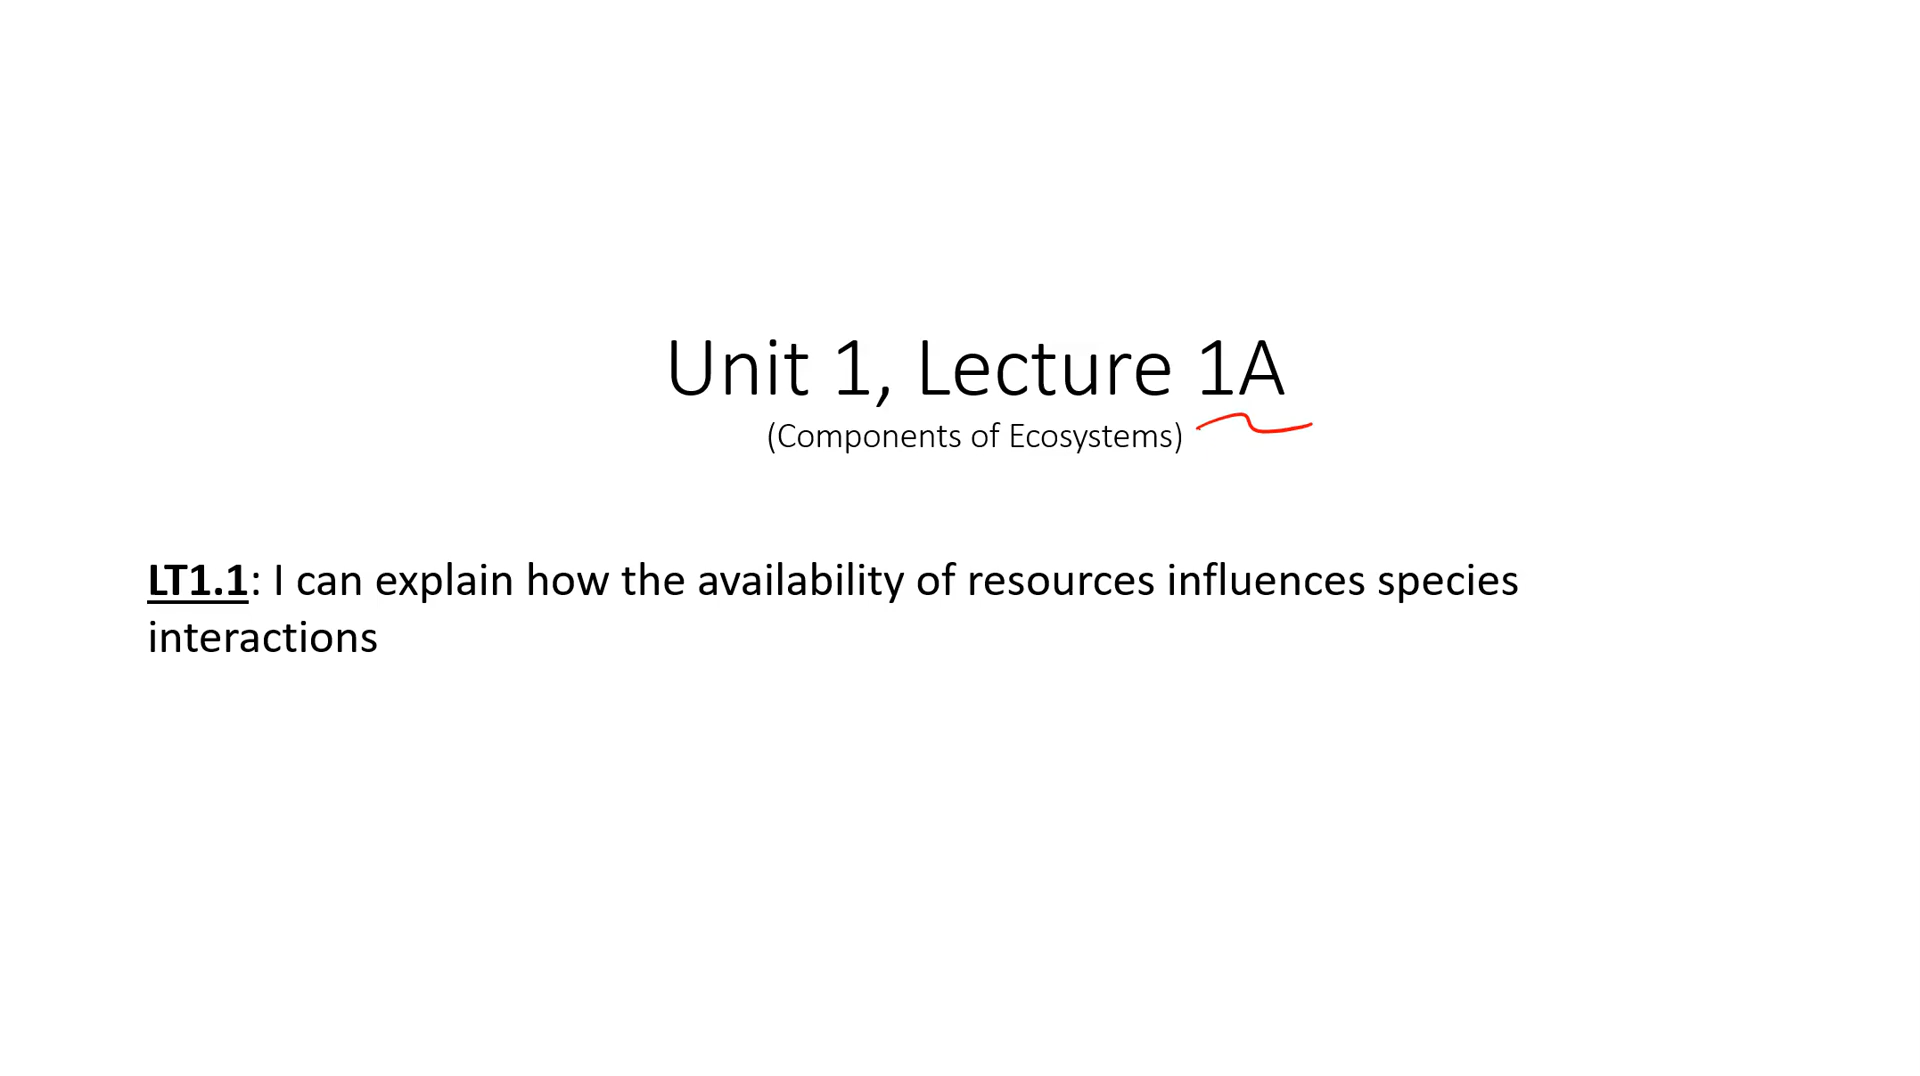 Unit 1, Lecture 1A
(Components of Ecosystems)
LT1.1: I can explain how the availability of resources influences species
interactions